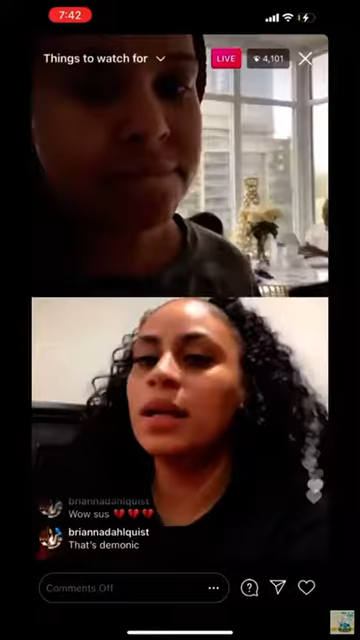 7:42
Things to watch for
LIVE
4,101
briannadahlquist
Wow sus 💔💔💔
briannadahlquist
That's demonic
Comments Off